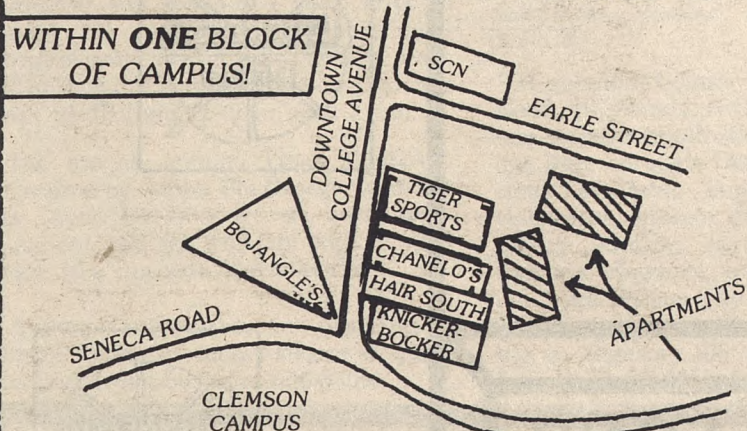 WITHIN ONE BLOCK
OF CAMPUS!
DOWNTOWN
COLLEGE AVENUE
SCN
EARLE STREET
TIGER
SPORTS
BOJANGLE'S
CHANELO'S
HAIR SOUTH
KNICKER-
BOCKER
APARTMENTS
SENECA ROAD
CLEMSON
CAMPUS